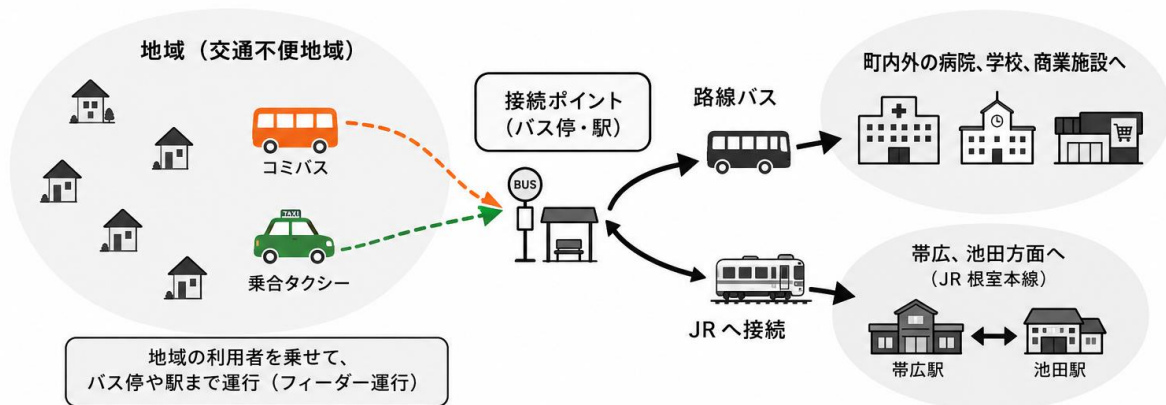 地域（交通不便地域）
コミバス
TAXI
乗合タクシー
地域の利用者を乗せて、
バス停や駅まで運行（フィーダー運行）
接続ポイント
（バス停・駅）
BUS
路線バス
町内外の病院、学校、商業施設へ
JRへ接続
帯広、池田方面へ
（JR 根室本線）
帯広駅
池田駅